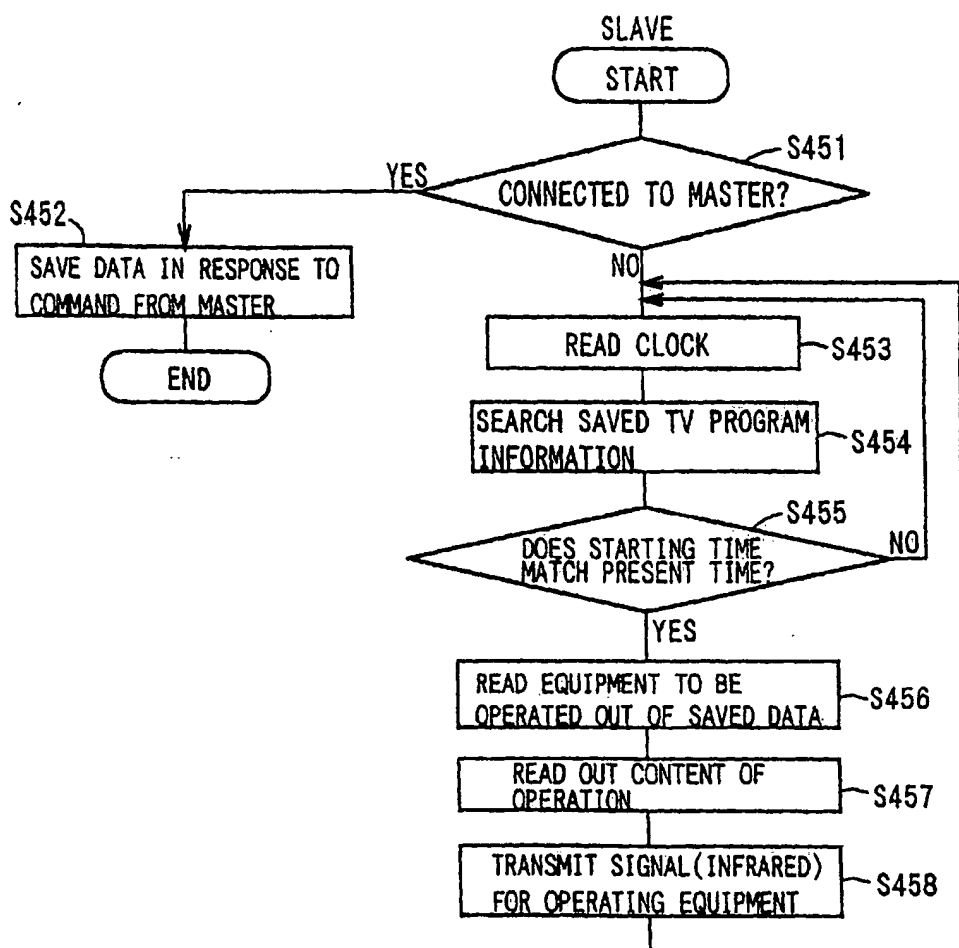 SLAVE
START
S451
YES
CONNECTED TO MASTER?
S452
SAVE DATA IN RESPONSE TO
COMMAND FROM MASTER
NO
END
READ CLOCK
S453
SEARCH SAVED TV PROGRAM
INFORMATION
S454
S455
DOES STARTING TIME
MATCH PRESENT TIME?
NO
YES
READ EQUIPMENT TO BE
OPERATED OUT OF SAVED DATA
S456
READ OUT CONTENT OF
OPERATION
S457
TRANSMIT SIGNAL(INFRARED)
FOR OPERATING EQUIPMENT
S458